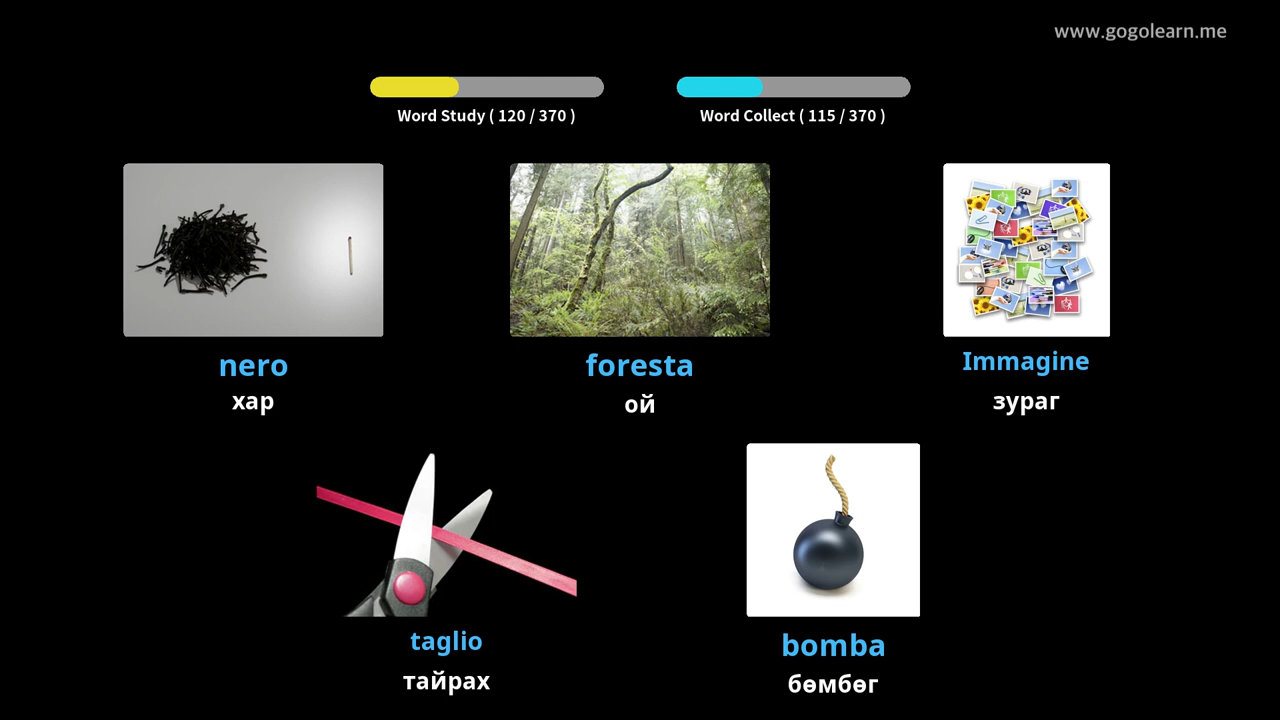 www.gogolearn.me
Word Study ( 120 / 370 )
Word Collect ( 115 / 370 )
nero
хар
foresta
ой
Immagine
зураг
taglio
тайрах
bomba
бөмбөг